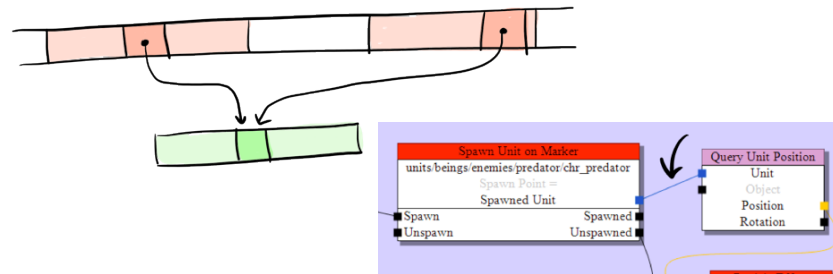 Spawn Unit on Marker
units/beings/enemies/predator/chr_predator
Spawn Point =
Spawned Unit
Spawn Spawned
Unspawn Unspawned
Query Unit Position
Unit
Object
Position
Rotation